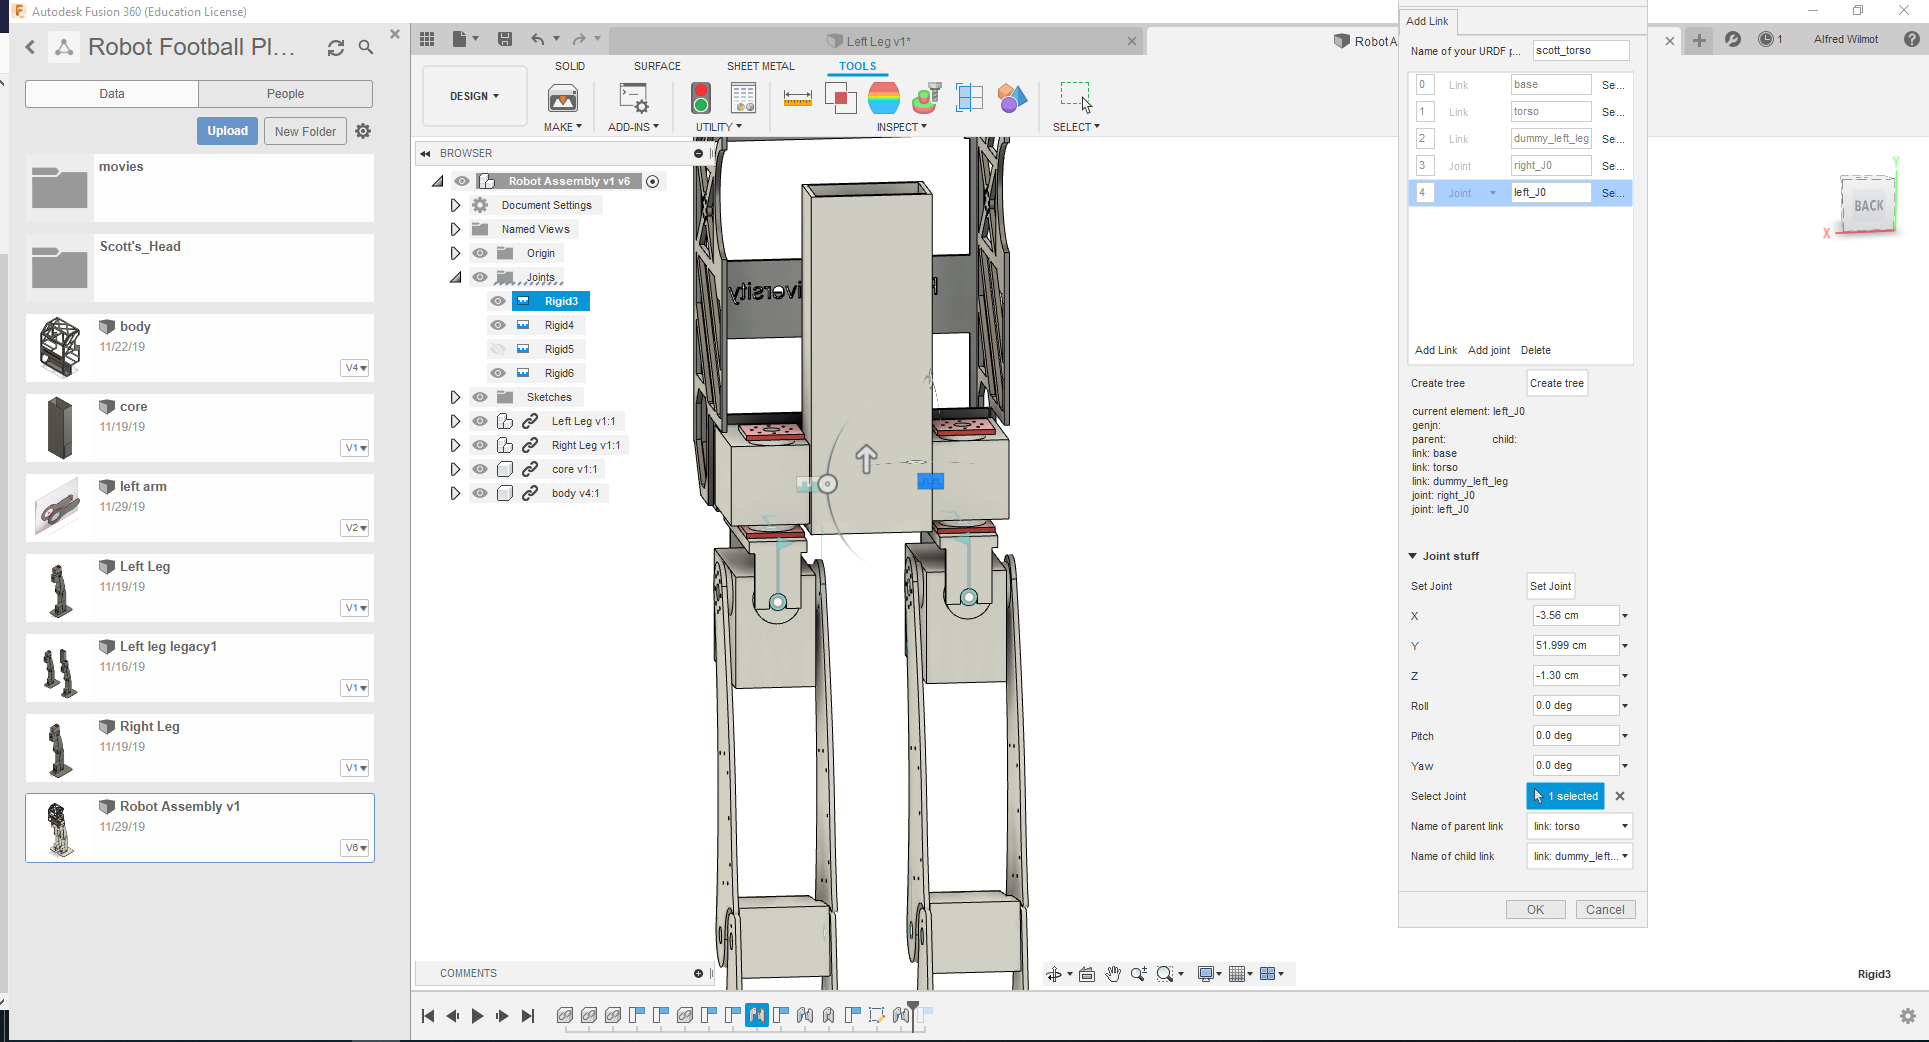 Autodesk Fusion 360 (Education License)
Robot Football Pl...
Data
People
Upload
New Folder
movies
Scott's_Head
body
11/22/19
V4
core
11/19/19
V1
left arm
11/29/19
V2
Left Leg
11/19/19
V1
Left leg legacy1
11/16/19
V1
Right Leg
11/19/19
V1
Robot Assembly v1
11/29/19
V6
Left Leg v1*
Robot A
1
Alfred Wilmot
SOLID
SURFACE
SHEET METAL
TOOLS
DESIGN
MAKE
ADD-INS
UTILITY
INSPECT
SELECT
BROWSER
Robot Assembly v1 v6
Document Settings
Named Views
Origin
Joints
Rigid3
Rigid4
Rigid5
Rigid6
Sketches
Left Leg v1:1
Right Leg v1:1
core v1:1
body v4:1
BACK
X
Y
COMMENTS
Rigid3
Add Link
Name of your URDF p...
scott_torso
0 Link base Se...
1 Link torso Se...
2 Link dummy_left_leg Se...
3 Joint right_J0 Se...
4 Joint left_J0 Se...
Add Link Add joint Delete
Create tree Create tree
current element: left_J0
genjn:
parent: child:
link: base
link: torso
link: dummy_left_leg
joint: right_J0
joint: left_J0
Joint stuff
Set Joint Set Joint
X -3.56 cm
Y 51.999 cm
Z -1.30 cm
Roll 0.0 deg
Pitch 0.0 deg
Yaw 0.0 deg
Select Joint 1 selected
Name of parent link link: torso
Name of child link link: dummy_left...
OK Cancel